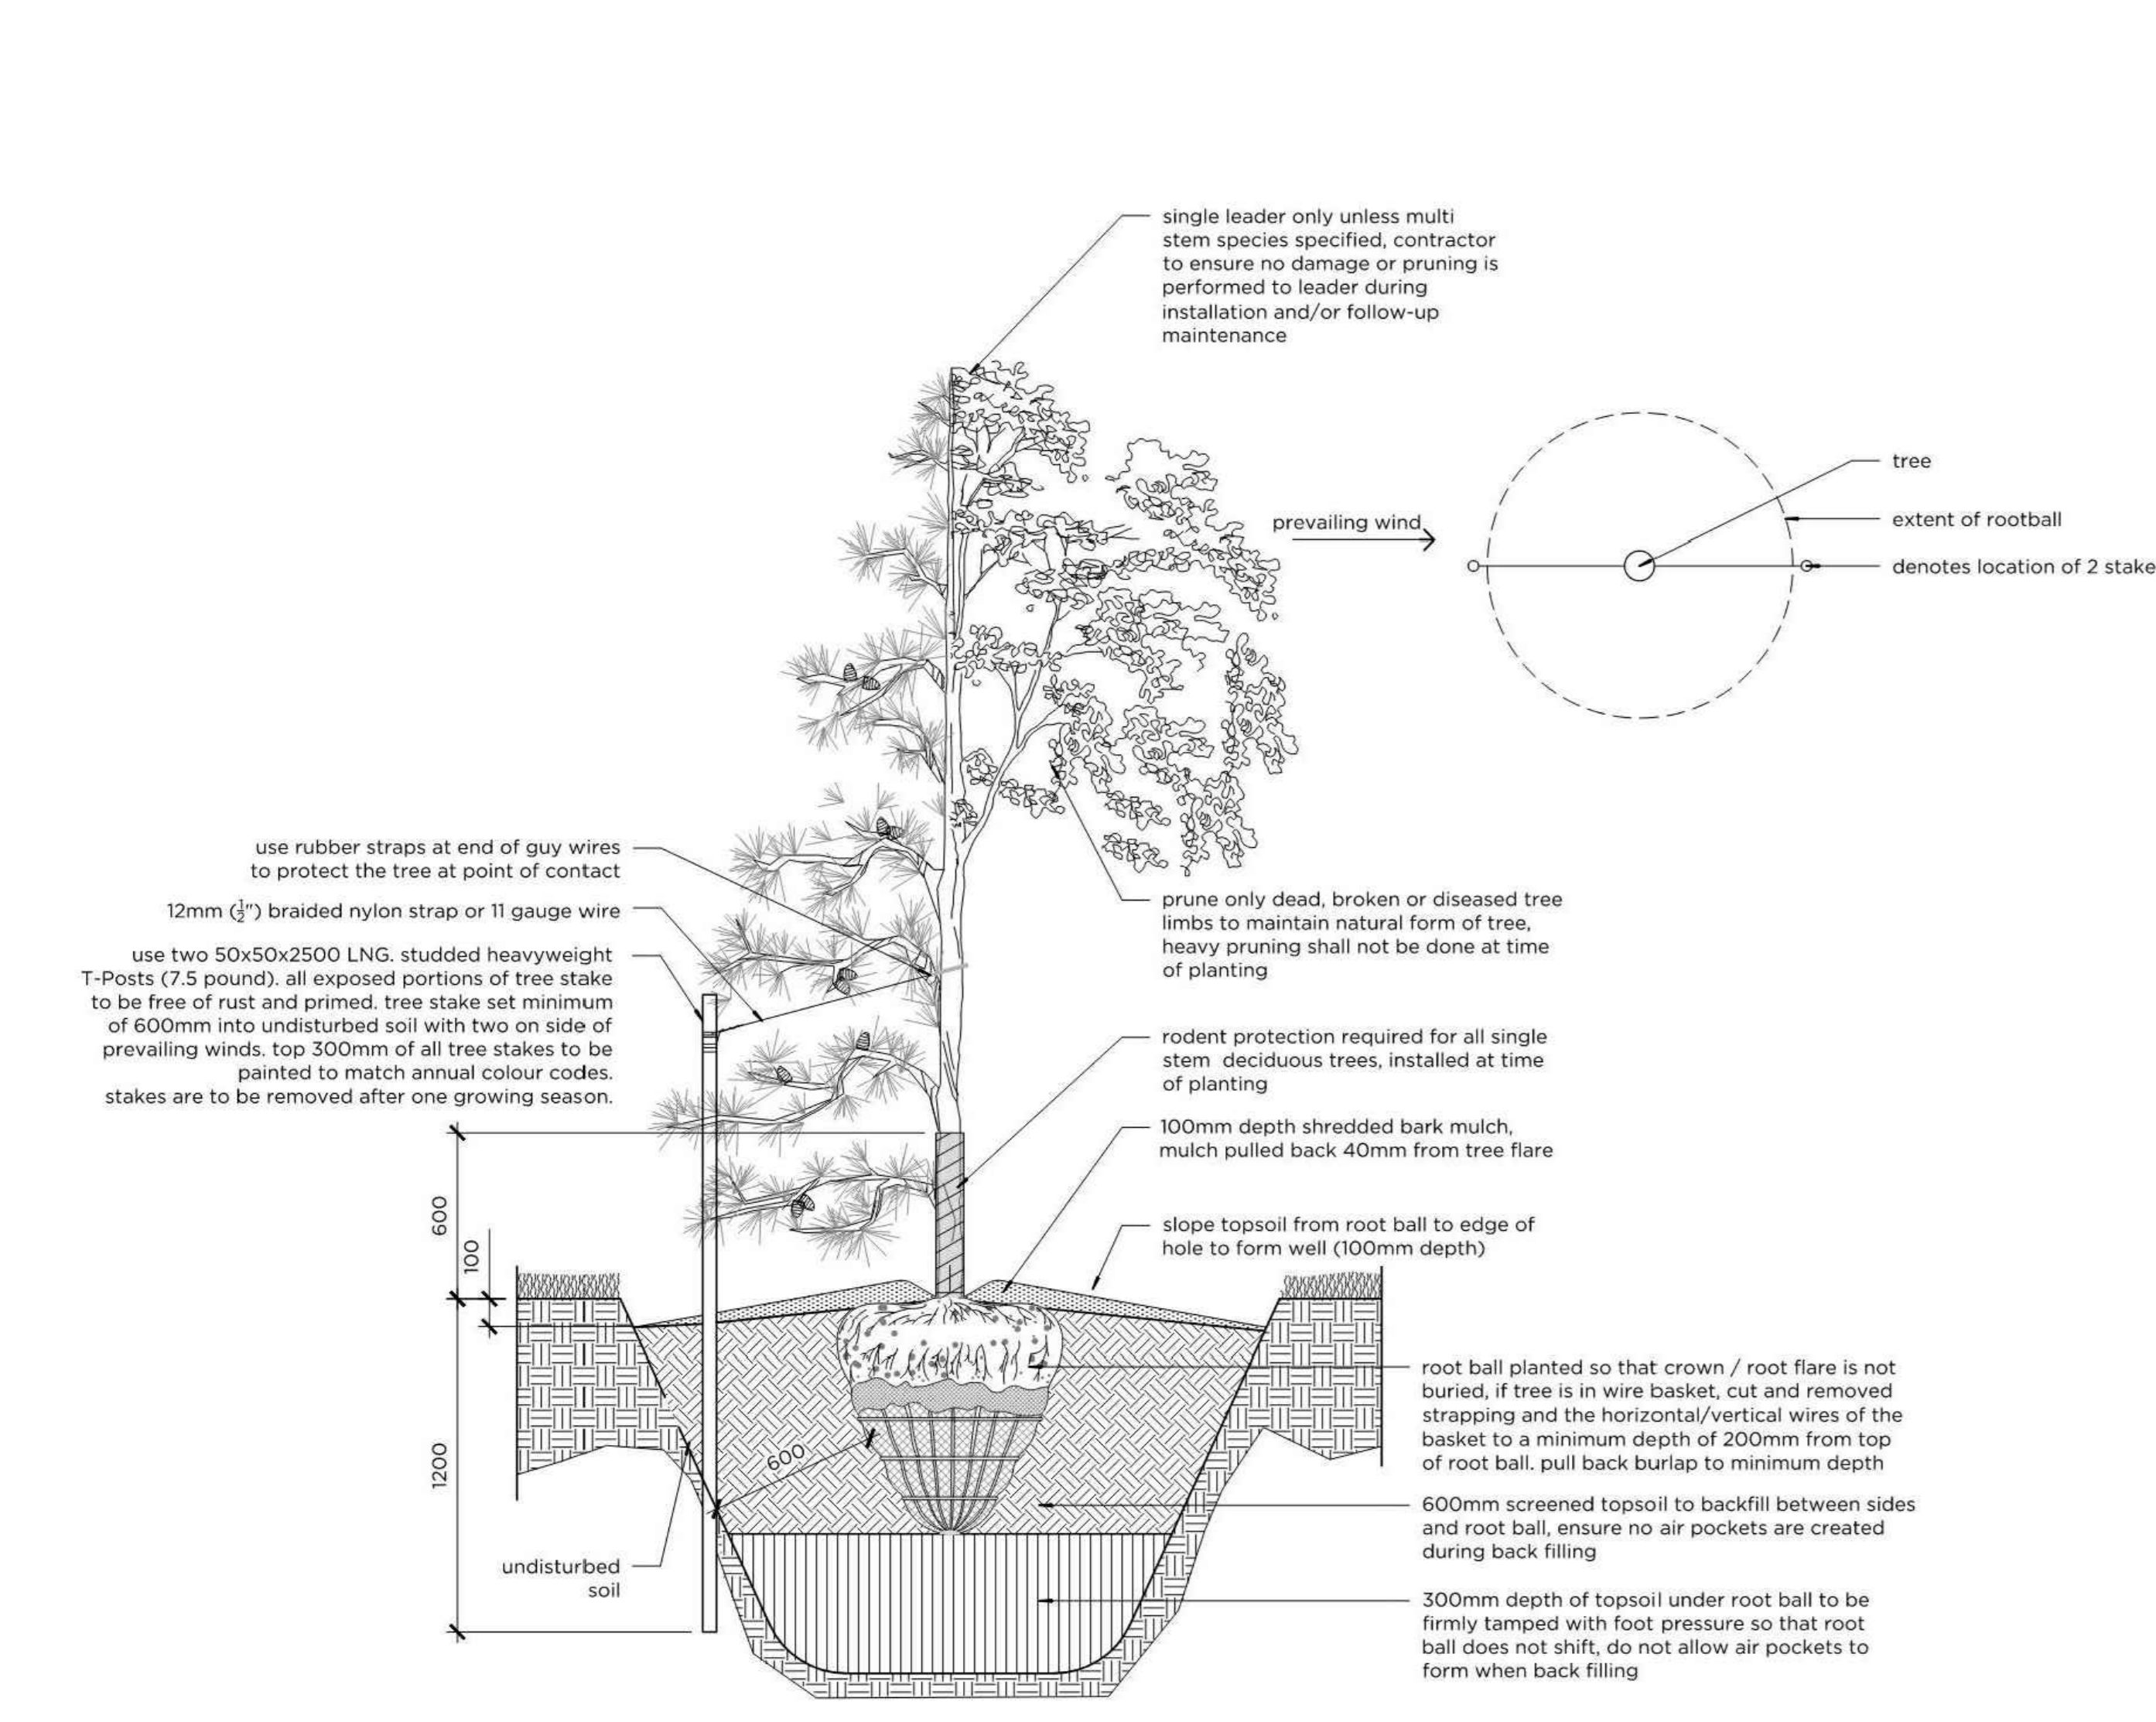 single leader only unless multi
stem species specified, contractor
to ensure no damage or pruning is
performed to leader during
installation and/or follow-up
maintenance
prevailing wind
tree
extent of rootball
denotes location of 2 stake
use rubber straps at end of guy wires
to protect the tree at point of contact
12mm (½") braided nylon strap or 11 gauge wire
use two 50x50x2500 LNG. studded heavyweight
T-Posts (7.5 pound). all exposed portions of tree stake
to be free of rust and primed. tree stake set minimum
of 600mm into undisturbed soil with two on side of
prevailing winds. top 300mm of all tree stakes to be
painted to match annual colour codes.
stakes are to be removed after one growing season.
prune only dead, broken or diseased tree
limbs to maintain natural form of tree,
heavy pruning shall not be done at time
of planting
rodent protection required for all single
stem deciduous trees, installed at time
of planting
100mm depth shredded bark mulch,
mulch pulled back 40mm from tree flare
slope topsoil from root ball to edge of
hole to form well (100mm depth)
600
100
1200
600
undisturbed
soil
root ball planted so that crown / root flare is not
buried, if tree is in wire basket, cut and removed
strapping and the horizontal/vertical wires of the
basket to a minimum depth of 200mm from top
of root ball. pull back burlap to minimum depth
600mm screened topsoil to backfill between sides
and root ball, ensure no air pockets are created
during back filling
300mm depth of topsoil under root ball to be
firmly tamped with foot pressure so that root
ball does not shift, do not allow air pockets to
form when back filling